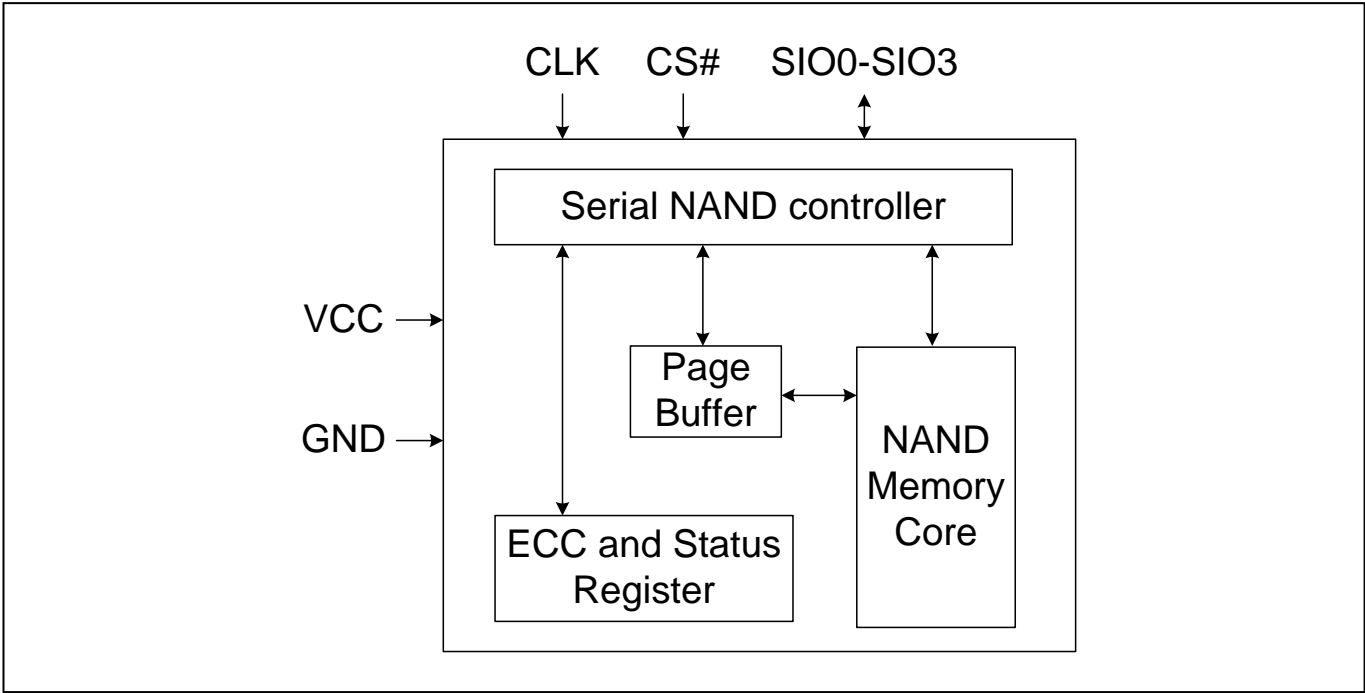 CLK CS# SIO0-SIO3
Serial NAND controller
VCC
Page
Buffer
GND
NAND
Memory
Core
ECC and Status
Register